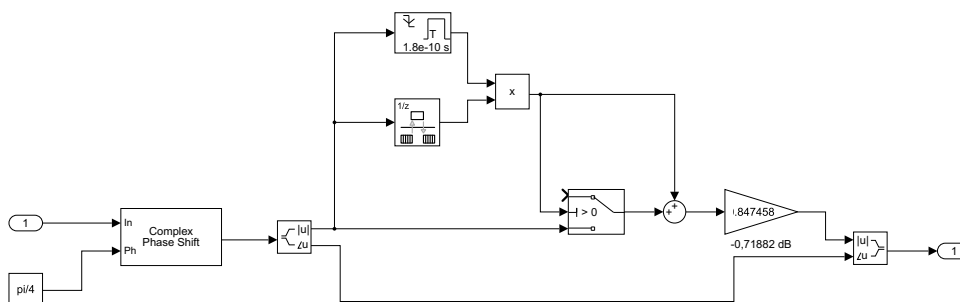 T
1.8e-10 s
1/z
x
1
In
Ph
Complex
Phase Shift
pi/4
|u|
∠u
> 0
+
+
.847458
-0,71882 dB
|u|
∠u
1